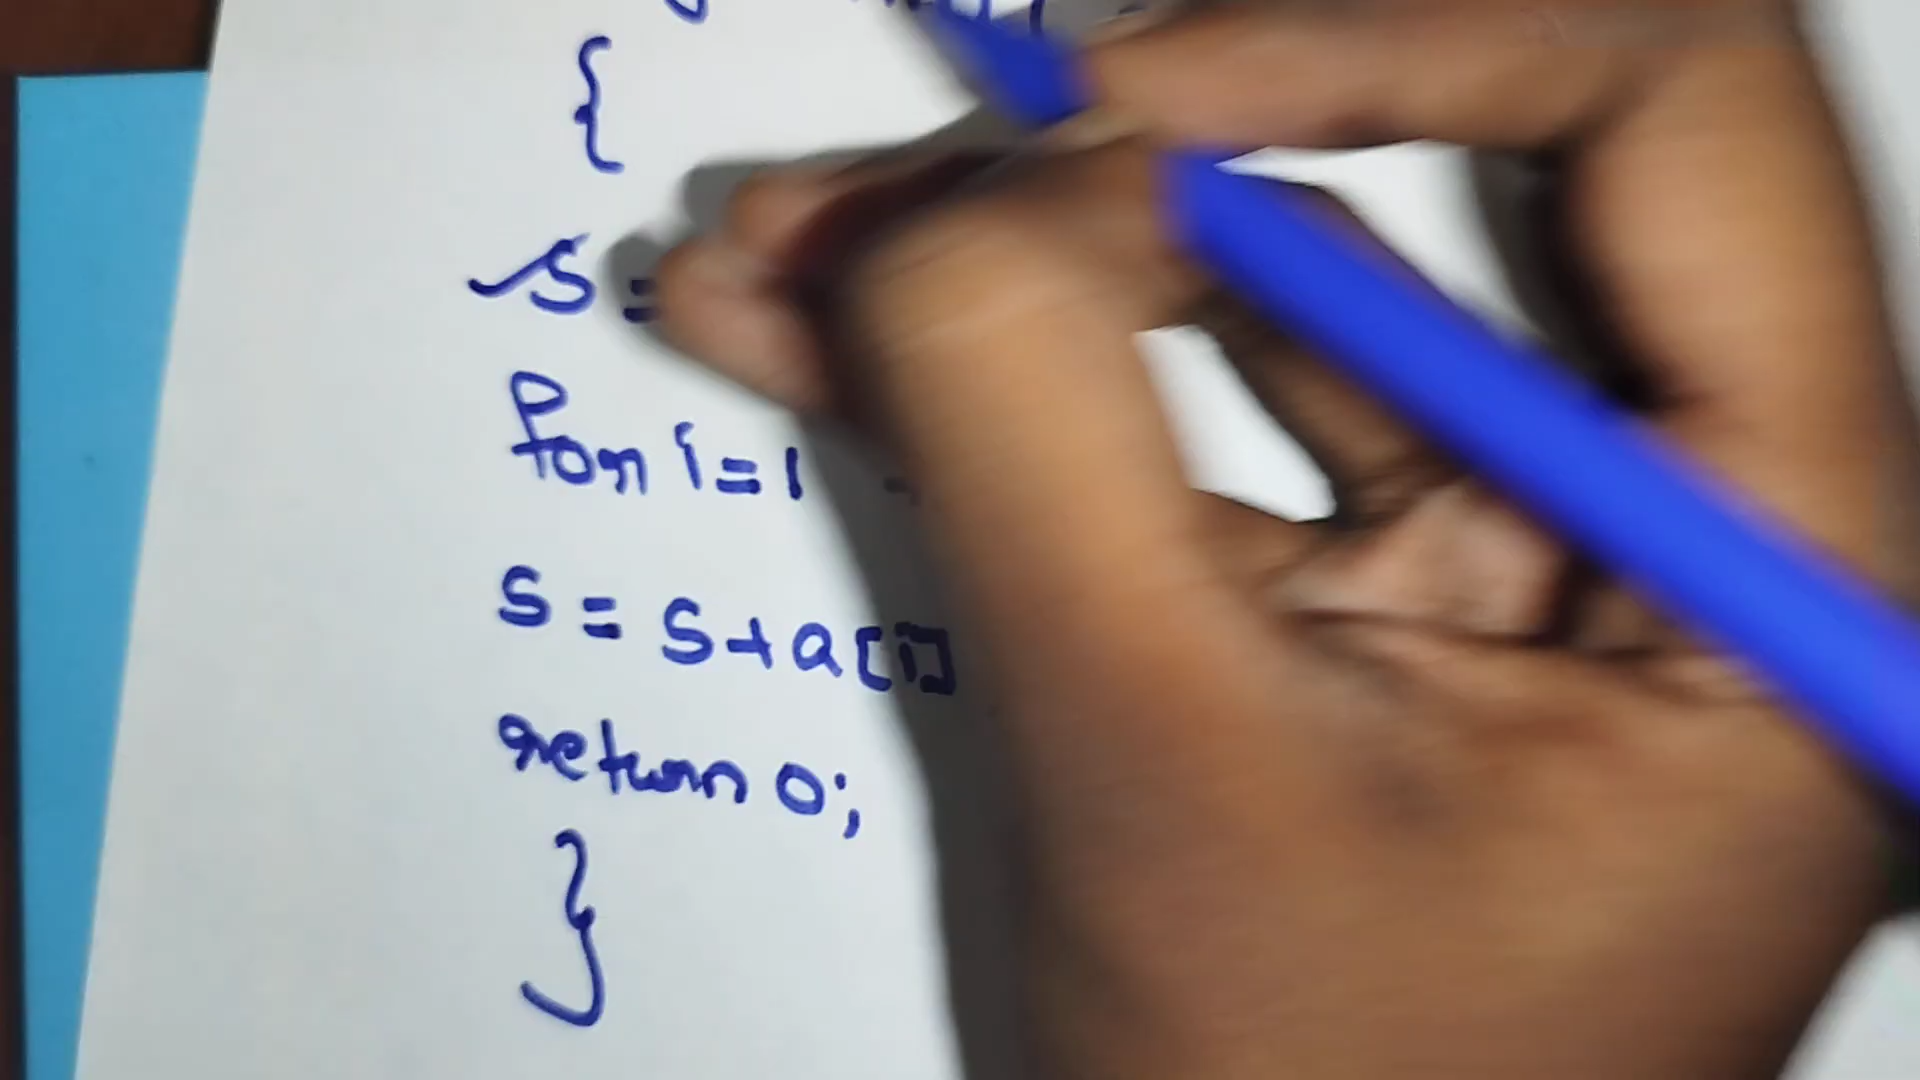 {
S =
for i = 1
S = S + a[i]
return 0;
}